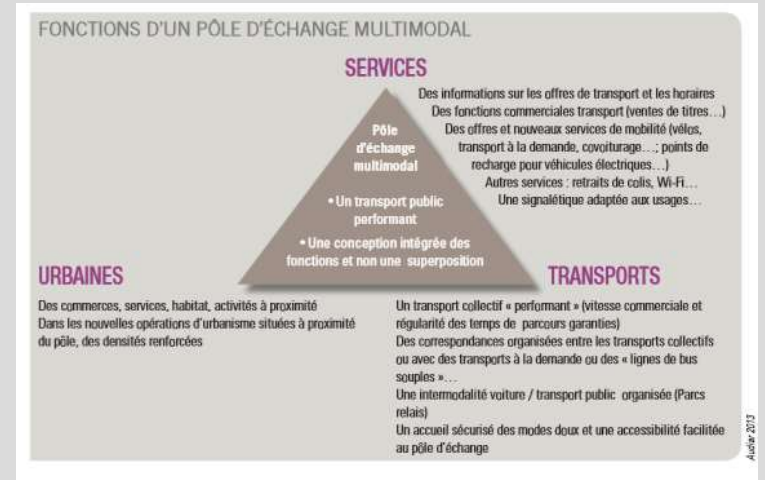 FONCTIONS D'UN PÔLE D'ÉCHANGE MULTIMODAL
SERVICES
Des informations sur les offres de transport et les horaires
Des fonctions commerciales transport (ventes de titres…)
Des offres et nouveaux services de mobilité (vélos,
transport à la demande, covoiturage…; points de
recharge pour véhicules électriques…)
Autres services : retraits de colis, Wi-Fi…
Une signalétique adaptée aux usages…
Pôle
d'échange
multimodal
• Un transport public
performant
• Une conception intégrée des
fonctions et non une superposition
URBAINES
Des commerces, services, habitat, activités à proximité
Dans les nouvelles opérations d'urbanisme situées à proximité
du pôle, des densités renforcées
TRANSPORTS
Un transport collectif « performant » (vitesse commerciale et
régularité des temps de parcours garanties)
Des correspondances organisées entre les transports collectifs
ou avec des transports à la demande ou des « lignes de bus
souples »…
Une intermodalité voiture / transport public organisée (Parcs
relais)
Un accueil sécurisé des modes doux et une accessibilité facilitée
au pôle d'échange
Audiar 2013